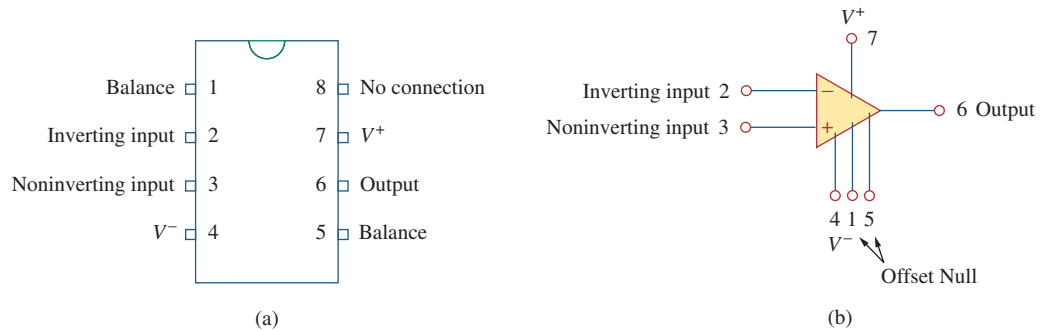 Balance 1 8 No connection
Inverting input 2 7 V⁺
Noninverting input 3 6 Output
V⁻ 4 5 Balance
(a)
V⁺
7
Inverting input 2 −
Noninverting input 3 +
6 Output
4 1 5
V⁻
Offset Null
(b)